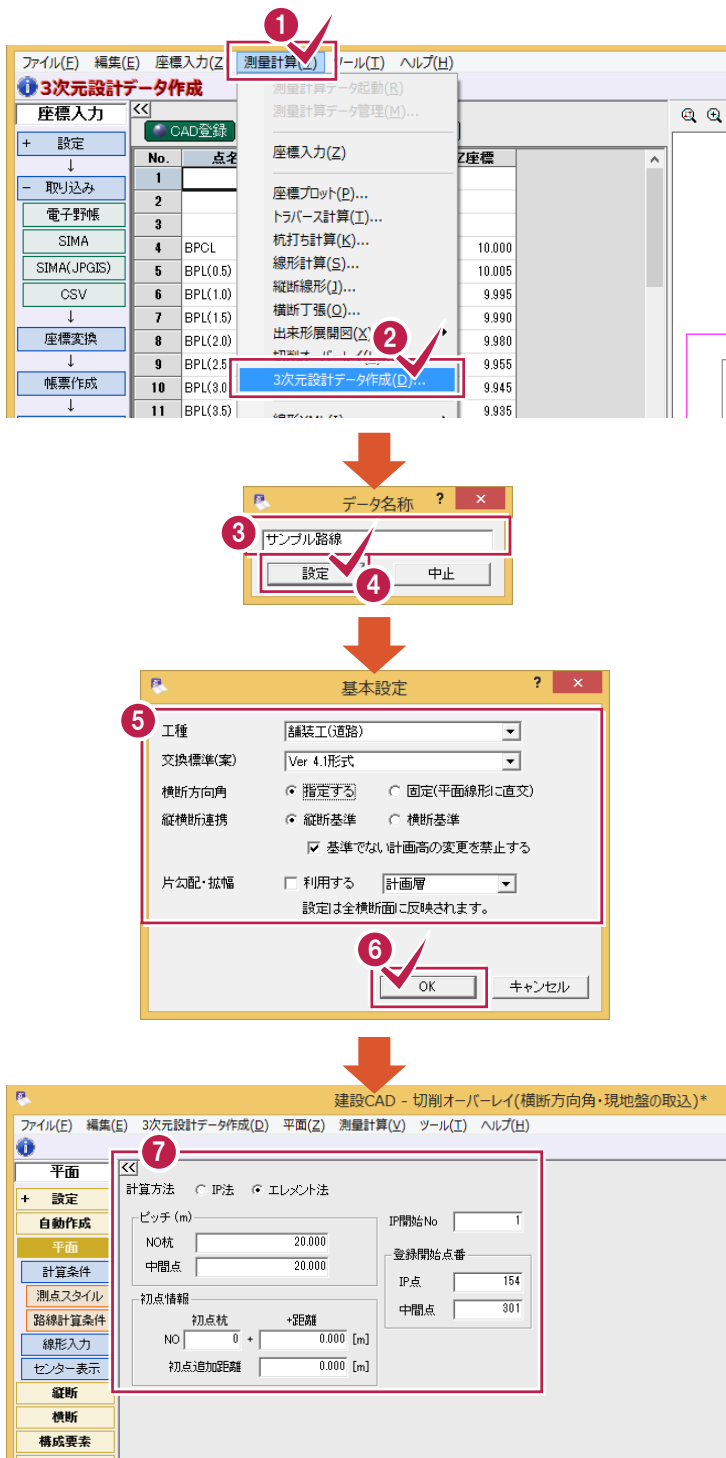 1
ファイル(F) 編集(E) 座標入力(Z 測量計算(V) ツール(T) ヘルプ(H)
3次元設計データ作成
測量計算データ起動(R)
測量計算データ管理(M)...
座標入力(Z)
座標プロット(P)...
トラバース計算(T)...
杭打ち計算(K)...
線形計算(S)...
縦断線形(J)...
横断丁張(O)...
出来形展開図(X)
2
3次元設計データ作成(D)...
座標入力
+ 設定
↓
− 取り込み
電子野帳
SIMA
SIMA(JPGIS)
CSV
↓
座標変換
↓
帳票作成
↓
<<
CAD登録
No. 点名 Z座標
1
2
3
4 BPCL 10.000
5 BPL(0.5) 10.005
6 BPL(1.0) 9.995
7 BPL(1.5) 9.990
8 BPL(2.0) 9.980
9 BPL(2.5 9.955
10 BPL(3.0 9.945
11 BPL(3.5) 9.935
データ名称 ? ×
3
サンプル路線
設定 中止
4
基本設定 ? ×
5
工種 舗装工(道路)
交換標準(案) Ver 4.1形式
横断方向角 指定する 固定(平面線形に直交)
縦横断連携 縦断基準 横断基準
基準でない計画高の変更を禁止する
片勾配・拡幅 利用する 計画層
設定は全横断面に反映されます。
6
OK キャンセル
建設CAD - 切削オーバーレイ(横断方向角・現地盤の取込)*
ファイル(F) 編集(E) 3次元設計データ作成(D) 平面(Z) 測量計算(V) ツール(T) ヘルプ(H)
7
平面
+ 設定
自動作成
平面
計算条件
測点スタイル
路線計算条件
線形入力
センター表示
縦断
横断
構成要素
<<
計算方法 IP法 エレメント法
ピッチ(m)
NO杭 20.000
中間点 20.000
初点情報
初点杭 +距離
NO 0 + 0.000 [m]
初点追加距離 0.000 [m]
IP開始No 1
登録開始点番
IP点 154
中間点 301